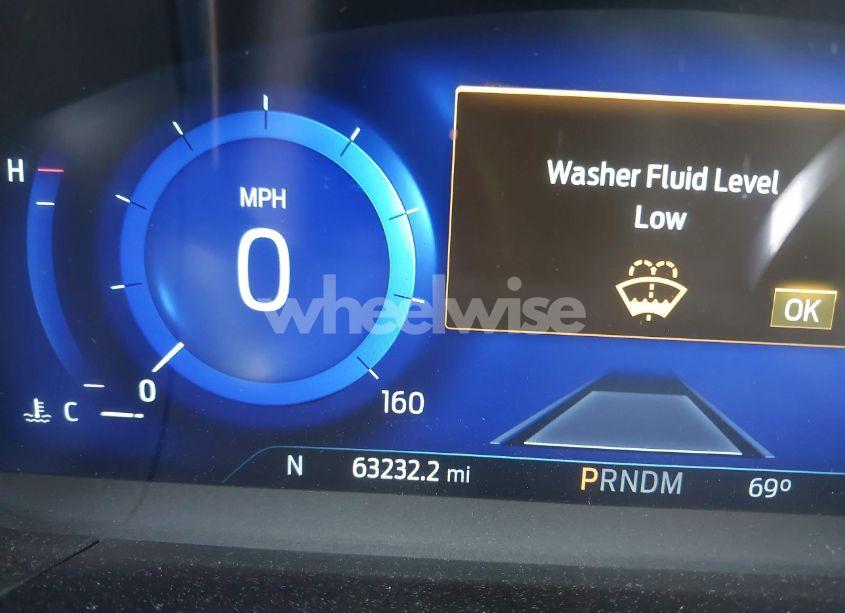 H
MPH
0
0
160
C
Washer Fluid Level
Low
OK
wheelwise
N 63232.2 mi PRNDM 69°